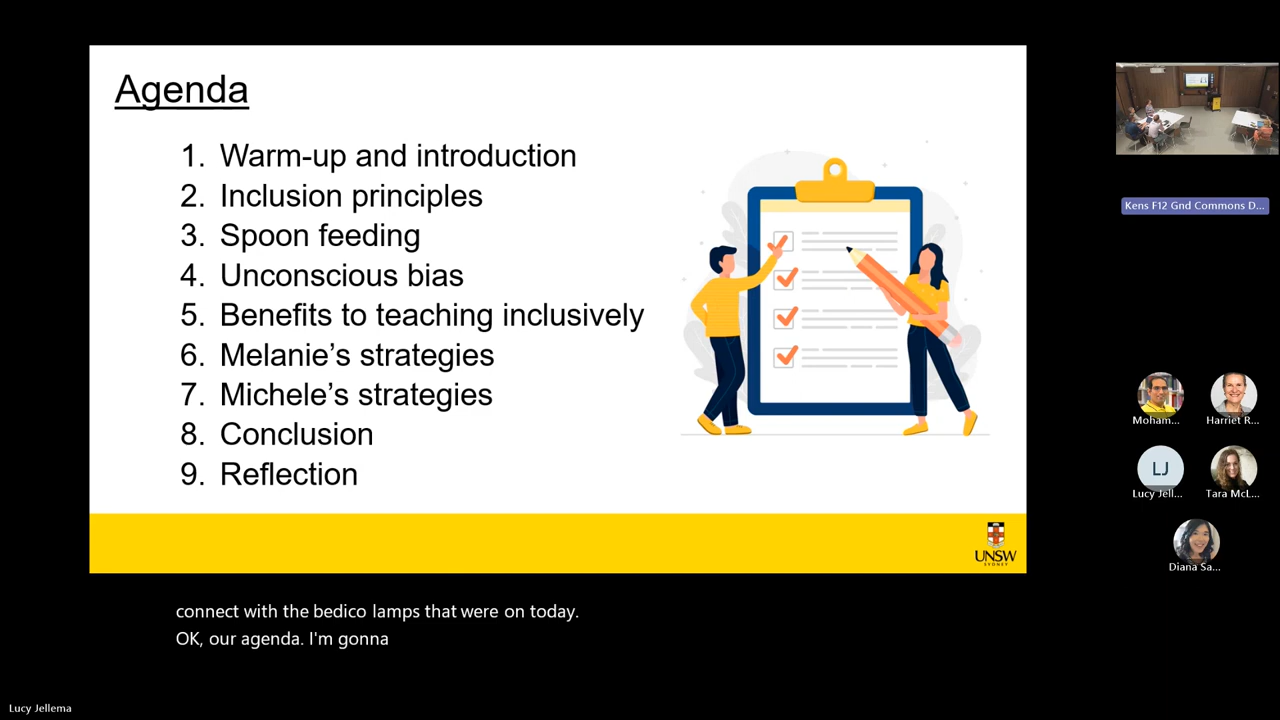 Agenda
1. Warm-up and introduction
2. Inclusion principles
3. Spoon feeding
4. Unconscious bias
5. Benefits to teaching inclusively
6. Melanie’s strategies
7. Michele’s strategies
8. Conclusion
9. Reflection
UNSW
SYDNEY
Kens F12 Gnd Commons D...
Moham...
Harriet R...
LJ
Lucy Jell...
Tara McL...
Diana Sa...
connect with the bedico lamps that were on today.
OK, our agenda. I'm gonna
Lucy Jellema